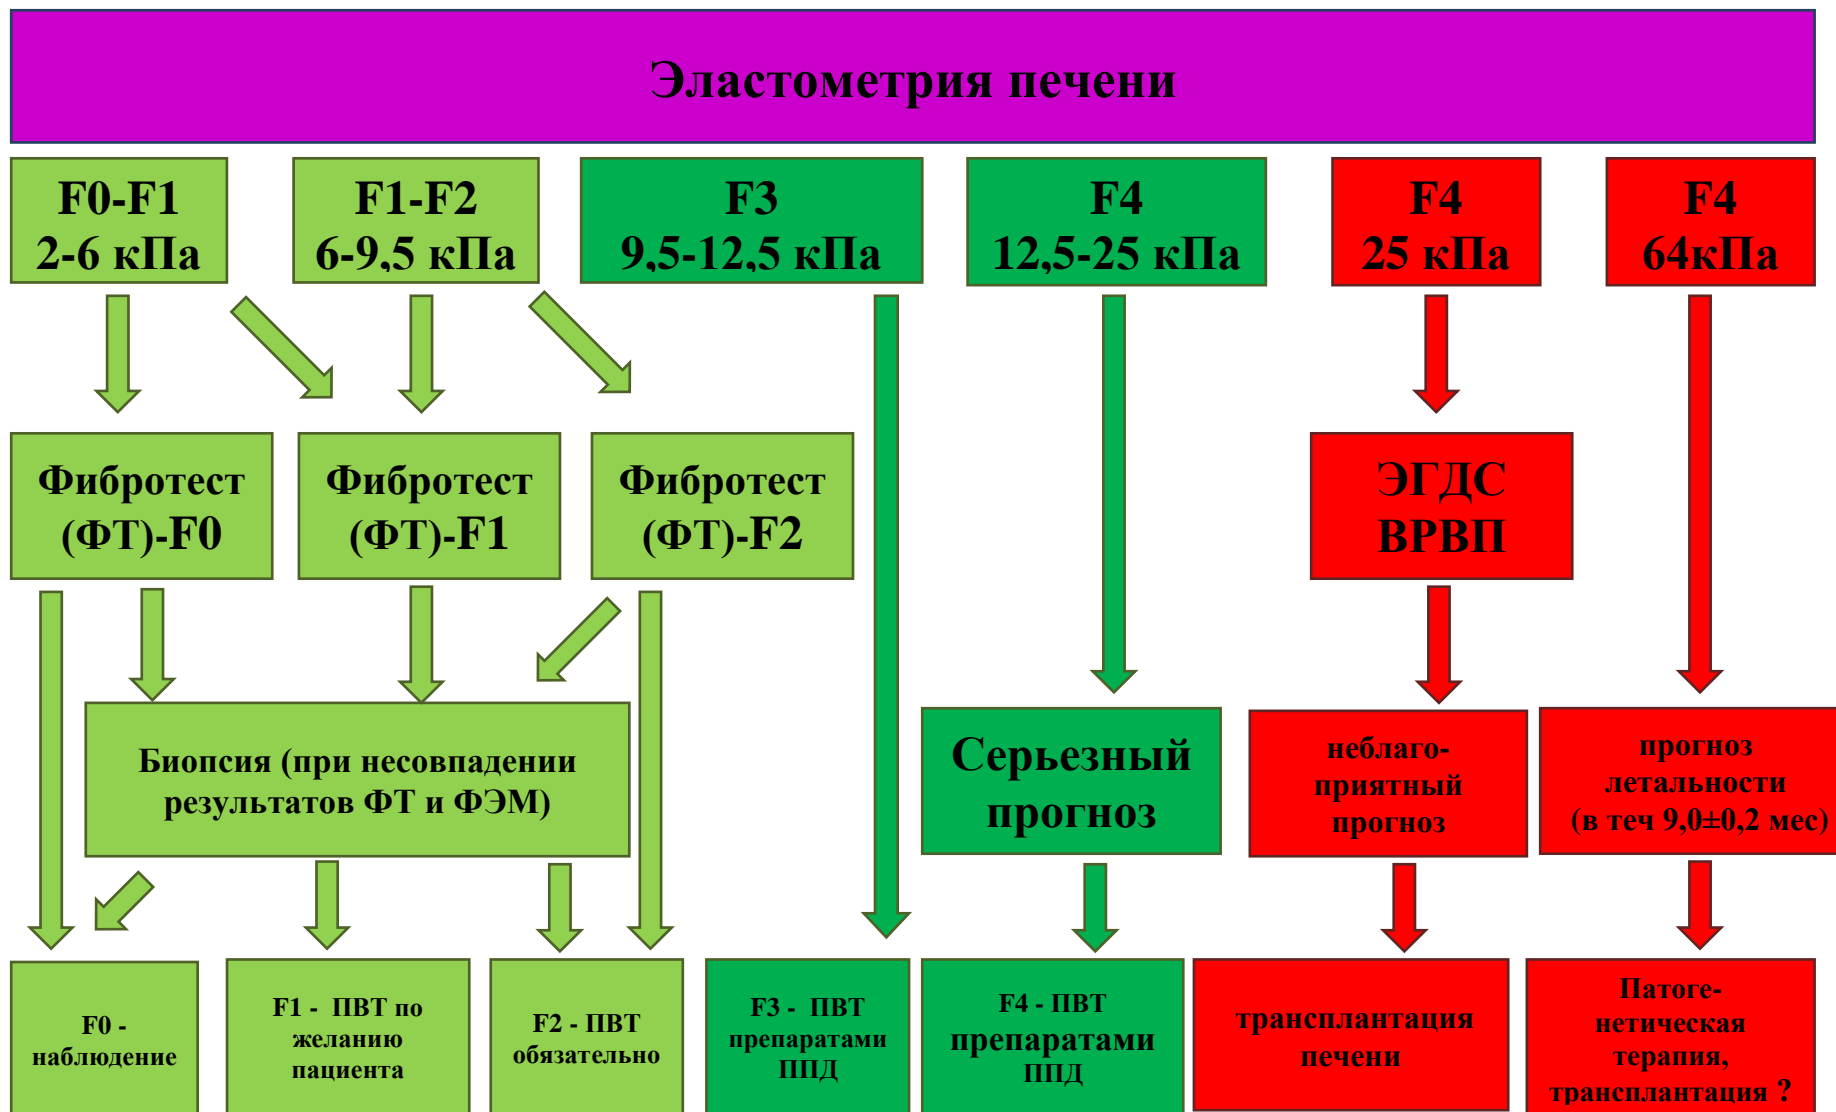 Эластометрия печени
F0-F1
2-6 кПа
F1-F2
6-9,5 кПа
F3
9,5-12,5 кПа
F4
12,5-25 кПа
F4
25 кПа
F4
64кПа
Фибротест
(ФТ)-F0
Фибротест
(ФТ)-F1
Фибротест
(ФТ)-F2
ЭГДС
ВРВП
Биопсия (при несовпадении
результатов ФТ и ФЭМ)
Серьезный
прогноз
неблаго-
приятный
прогноз
прогноз
летальности
(в теч 9,0±0,2 мес)
F0 -
наблюдение
F1 - ПВТ по
желанию
пациента
F2 - ПВТ
обязательно
F3 - ПВТ
препаратами
ППД
F4 - ПВТ
препаратами
ППД
трансплантация
печени
Патоге-
нетическая
терапия,
трансплантация ?